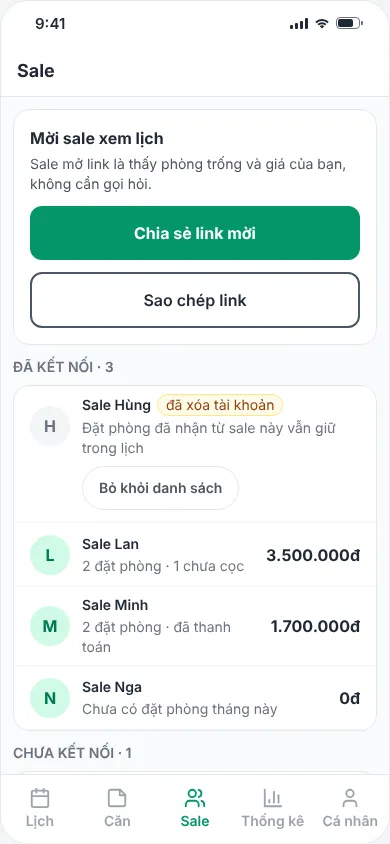 9:41
Sale
Mời sale xem lịch
Sale mở link là thấy phòng trống và giá của bạn,
không cần gọi hỏi.
Chia sẻ link mời
Sao chép link
ĐÃ KẾT NỐI · 3
H
Sale Hùng
đã xóa tài khoản
Đặt phòng đã nhận từ sale này vẫn giữ
trong lịch
Bỏ khỏi danh sách
L
Sale Lan
2 đặt phòng · 1 chưa cọc
3.500.000đ
M
Sale Minh
2 đặt phòng · đã thanh
toán
1.700.000đ
N
Sale Nga
Chưa có đặt phòng tháng này
0đ
CHƯA KẾT NỐI · 1
Lịch
Căn
Sale
Thống kê
Cá nhân